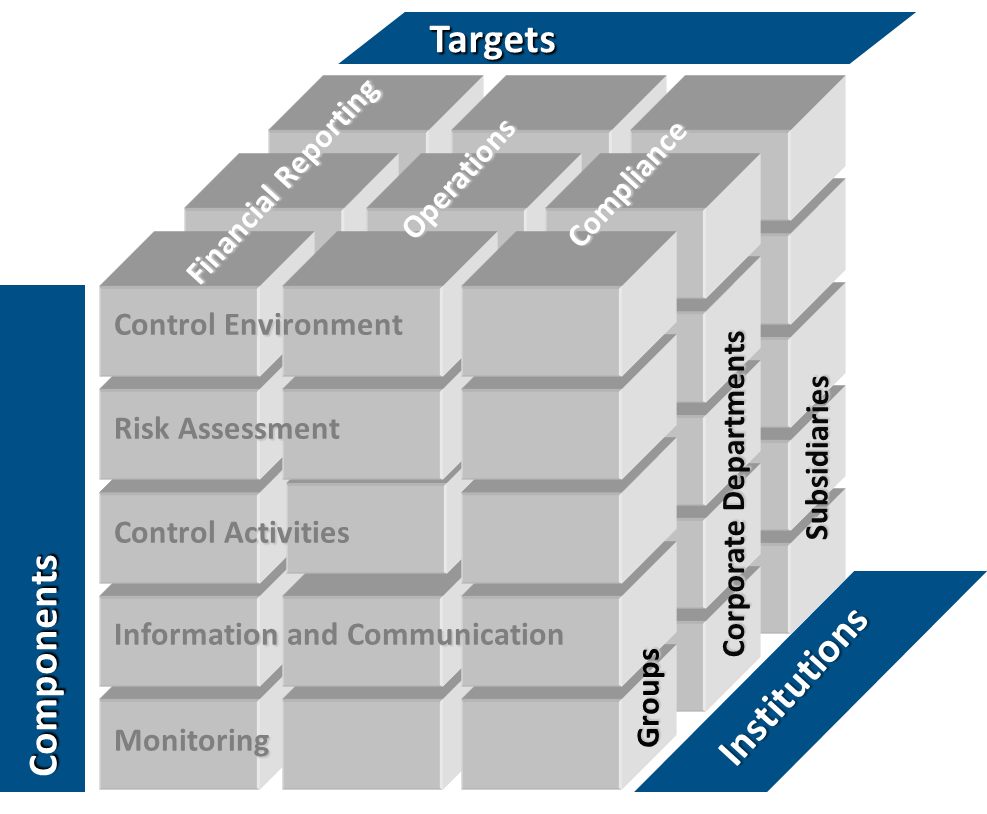 Targets
Financial Reporting
Operations
Compliance
Components
Control Environment
Risk Assessment
Control Activities
Information and Communication
Monitoring
Groups
Corporate Departments
Subsidiaries
Institutions